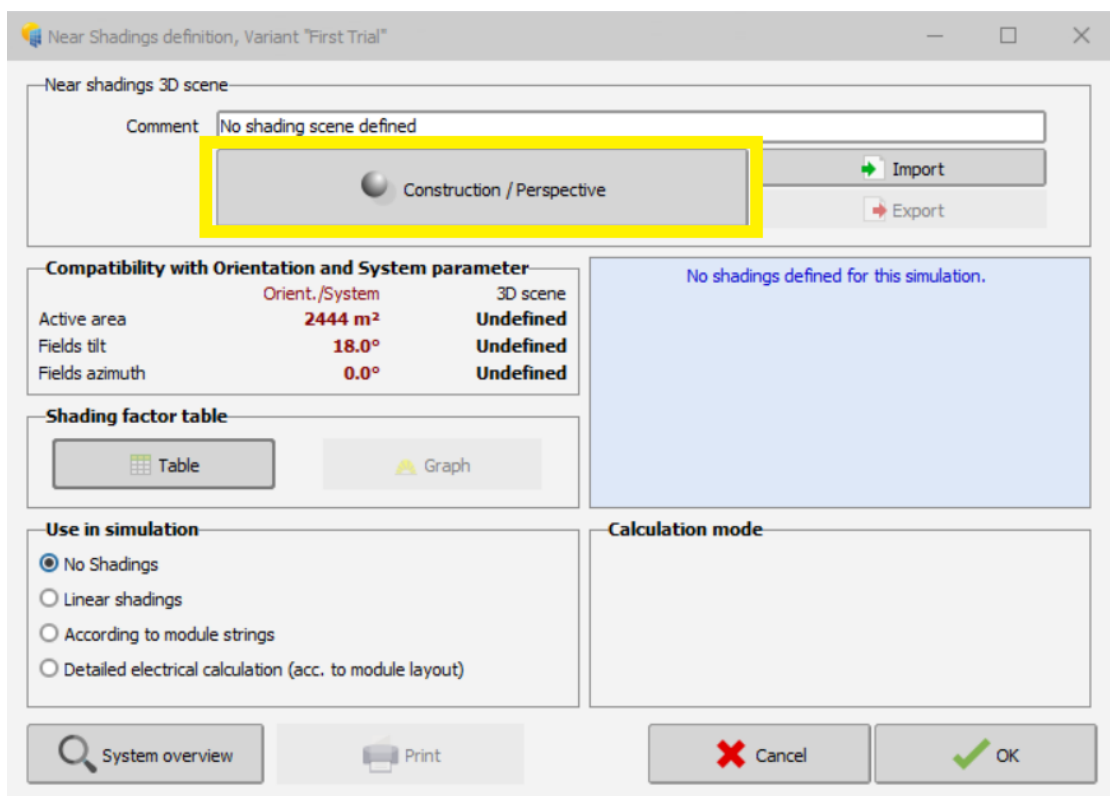 Near Shadings definition, Variant "First Trial"
Near shadings 3D scene
Comment No shading scene defined
Construction / Perspective
Import
Export
Compatibility with Orientation and System parameter
Orient./System 3D scene
Active area 2444 m² Undefined
Fields tilt 18.0° Undefined
Fields azimuth 0.0° Undefined
No shadings defined for this simulation.
Shading factor table
Table Graph
Use in simulation
No Shadings
Linear shadings
According to module strings
Detailed electrical calculation (acc. to module layout)
Calculation mode
System overview Print Cancel OK